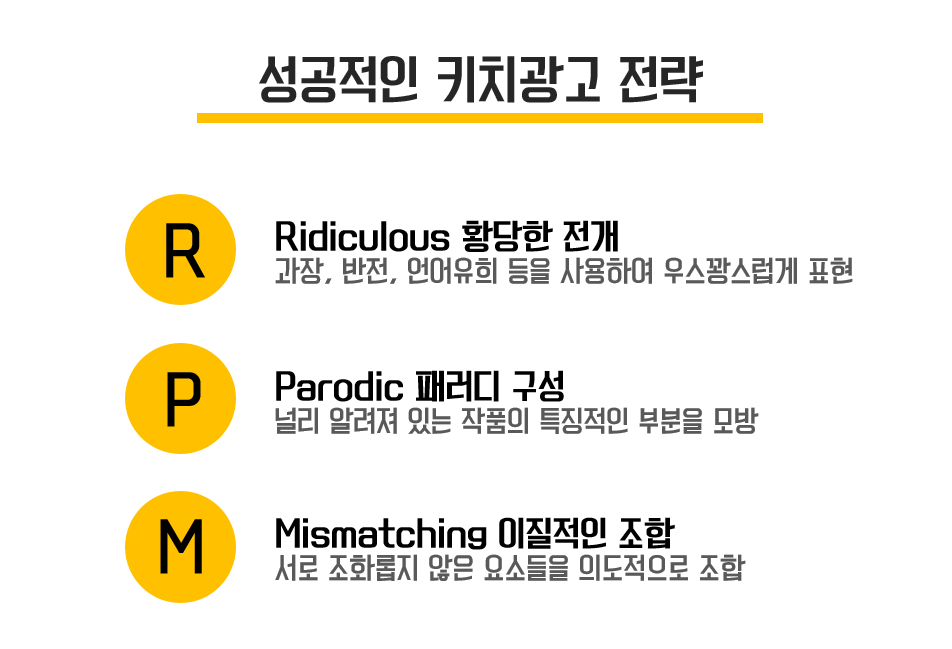 성공적인 키치광고 전략
R
Ridiculous 황당한 전개
과장, 반전, 언어유희 등을 사용하여 우스꽝스럽게 표현
P
Parodic 패러디 구성
널리 알려져 있는 작품의 특징적인 부분을 모방
M
Mismatching 이질적인 조합
서로 조화롭지 않은 요소들을 의도적으로 조합